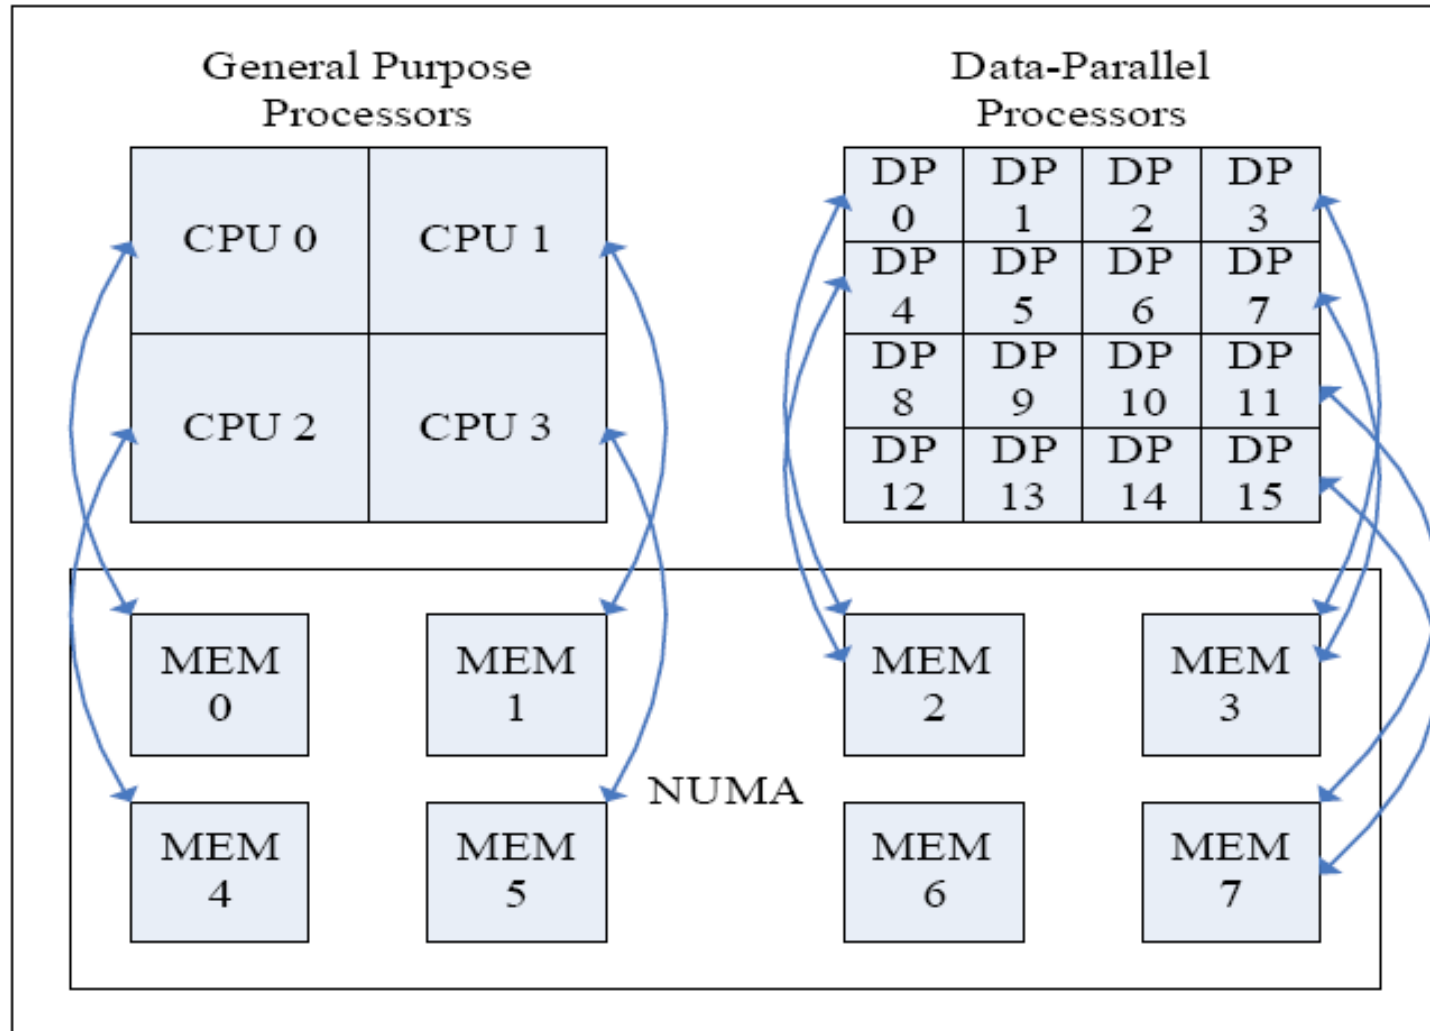 General Purpose
Processors
Data-Parallel
Processors
CPU 0
CPU 1
CPU 2
CPU 3
DP
0
DP
1
DP
2
DP
3
DP
4
DP
5
DP
6
DP
7
DP
8
DP
9
DP
10
DP
11
DP
12
DP
13
DP
14
DP
15
MEM
0
MEM
1
MEM
2
MEM
3
NUMA
MEM
4
MEM
5
MEM
6
MEM
7